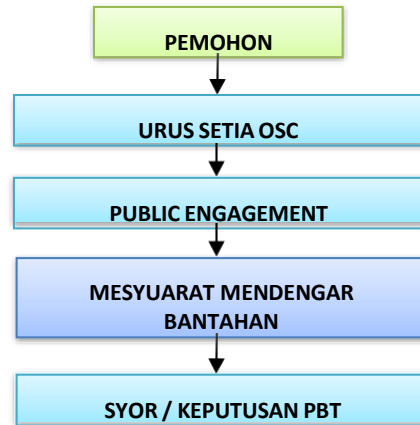 PEMOHON
URUS SETIA OSC
PUBLIC ENGAGEMENT
MESYUARAT MENDENGAR
BANTAHAN
SYOR / KEPUTUSAN PBT